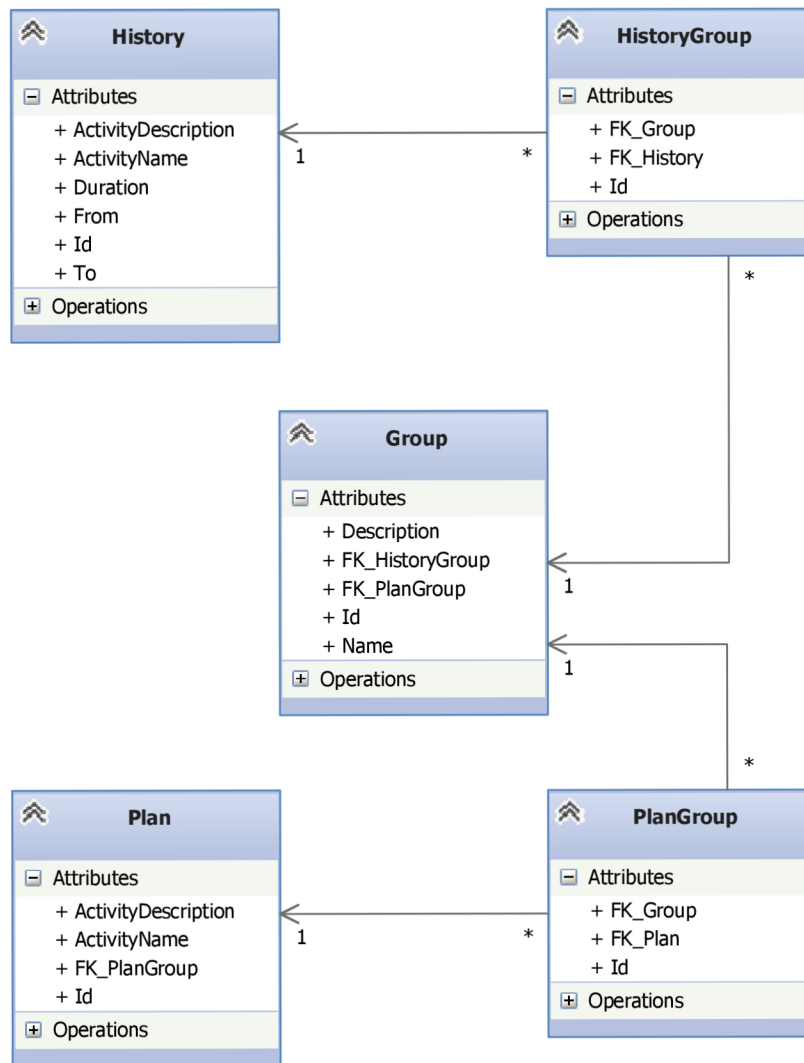 History
Attributes
+ ActivityDescription
+ ActivityName
+ Duration
+ From
+ Id
+ To
Operations
HistoryGroup
Attributes
+ FK_Group
+ FK_History
+ Id
Operations
1
*
*
Group
Attributes
+ Description
+ FK_HistoryGroup
+ FK_PlanGroup
+ Id
+ Name
Operations
1
1
*
Plan
Attributes
+ ActivityDescription
+ ActivityName
+ FK_PlanGroup
+ Id
Operations
PlanGroup
Attributes
+ FK_Group
+ FK_Plan
+ Id
Operations
1
*